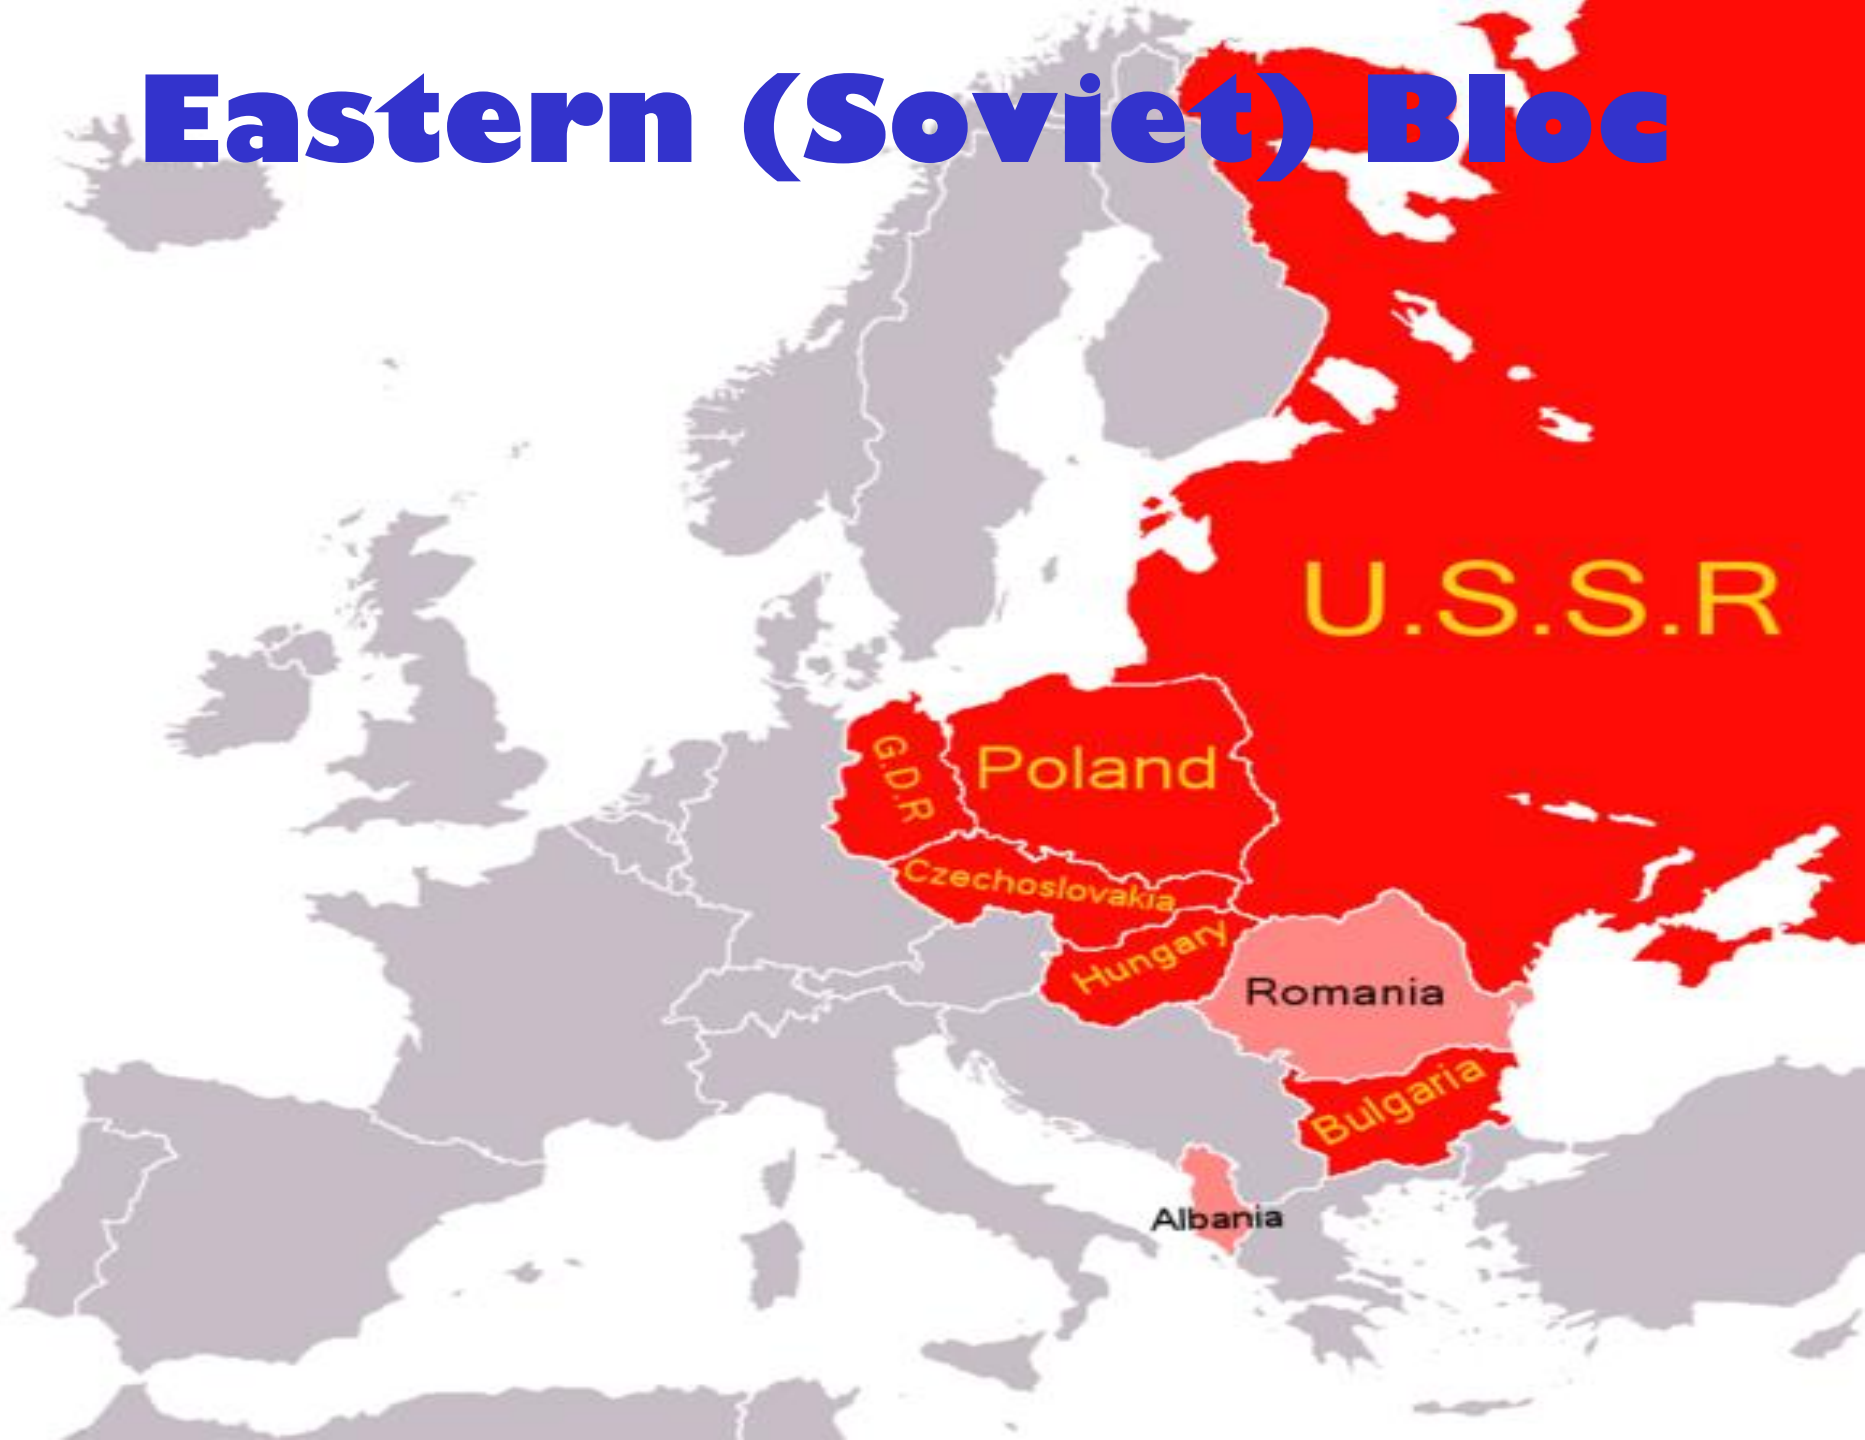 Eastern (Soviet) Bloc
U.S.S.R
G.D.R
Poland
Czechoslovakia
Hungary
Romania
Bulgaria
Albania